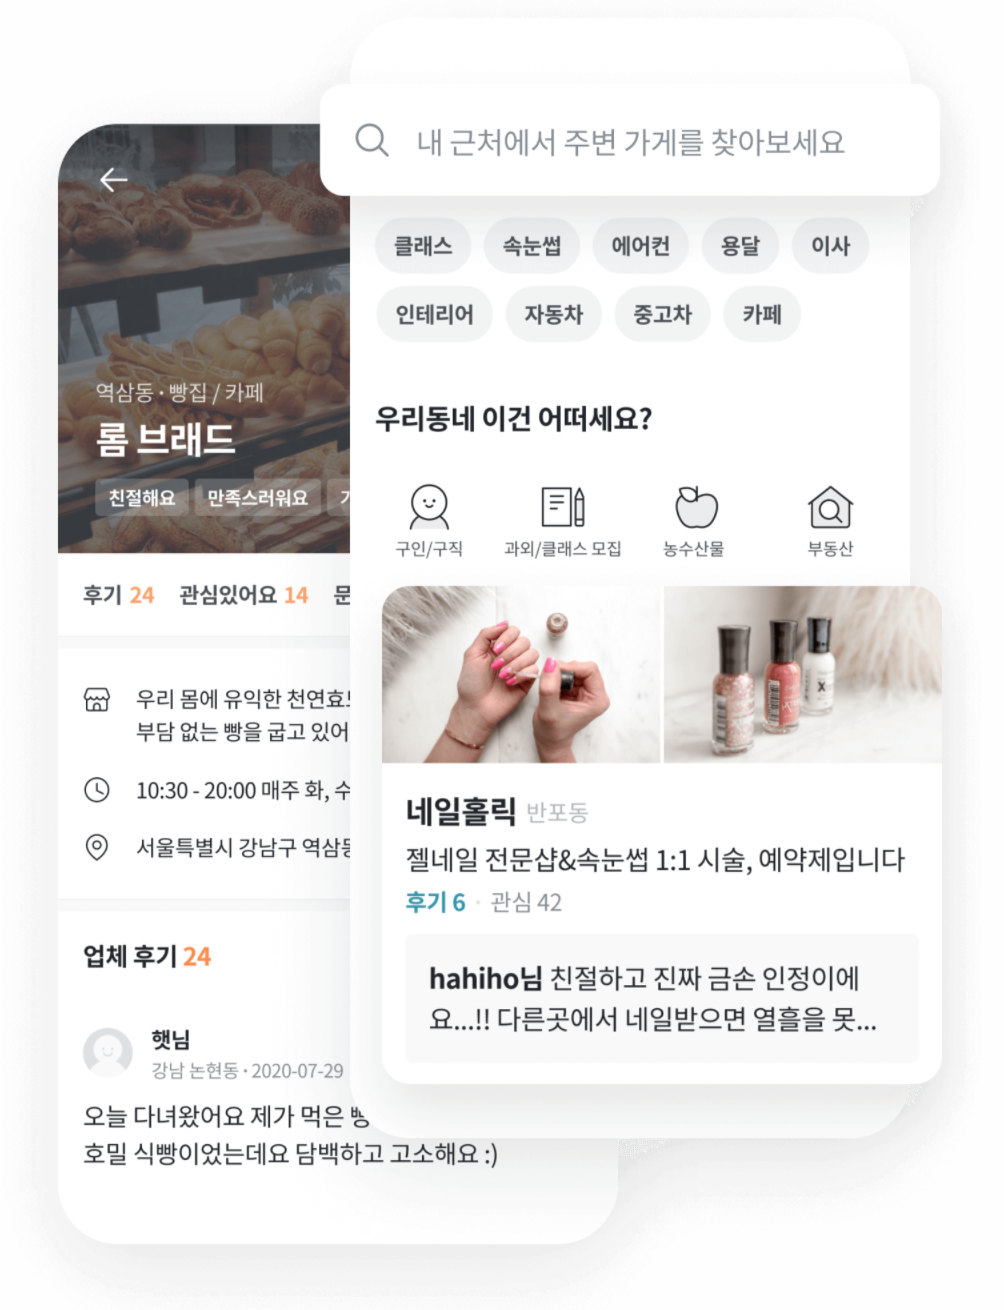 내 근처에서 주변 가게를 찾아보세요
클래스 속눈썹 에어컨 용달 이사
인테리어 자동차 중고차 카페
우리동네 이건 어떠세요?
구인/구직 과외/클래스 모집 농수산물 부동산
네일홀릭 반포동
젤네일 전문샵&속눈썹 1:1 시술, 예약제입니다
후기 6 · 관심 42
hahiho님 친절하고 진짜 금손 인정이에
요...!! 다른곳에서 네일받으면 열흘을 못...
역삼동 · 빵집 / 카페
롬 브래드
친절해요 만족스러워요
후기 24 관심있어요 14 문
우리 몸에 유익한 천연효
부담 없는 빵을 굽고 있어
10:30 - 20:00 매주 화, 수
서울특별시 강남구 역삼동
업체 후기 24
햇님
강남 논현동 · 2020-07-29
오늘 다녀왔어요 제가 먹은 빵
호밀 식빵이었는데요 담백하고 고소해요 :)